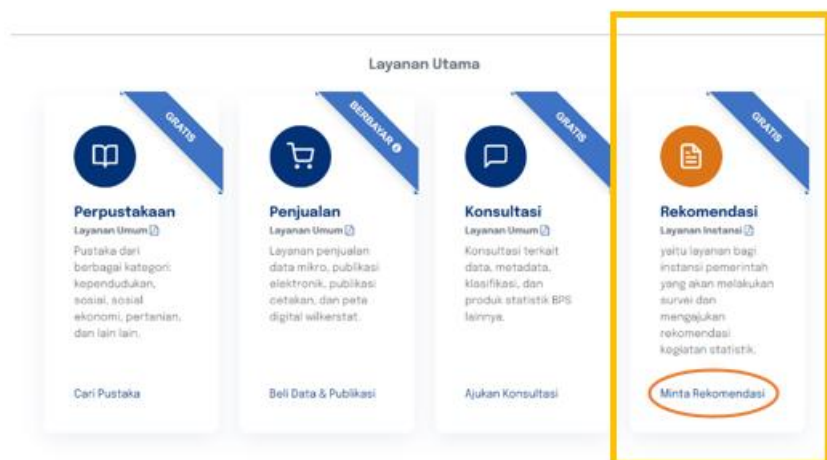 Layanan Utama
GRATIS
Perpustakaan
Layanan Umum
Pustaka dari
berbagai kategori:
kependudukan,
sosial, sosial
ekonomi, pertanian,
dan lain lain.
Cari Pustaka
BERBAYAR
Penjualan
Layanan Umum
Layanan penjualan
data mikro, publikasi
elektronik, publikasi
cetakan, dan peta
digital wilkerstat.
Beli Data & Publikasi
GRATIS
Konsultasi
Layanan Umum
Konsultasi terkait
data, metadata,
klasifikasi, dan
produk statistik BPS
lainnya.
Ajukan Konsultasi
GRATIS
Rekomendasi
Layanan Instansi
yaitu layanan bagi
instansi pemerintah
yang akan melakukan
survei dan
mengajukan
rekomendasi
kegiatan statistik.
Minta Rekomendasi